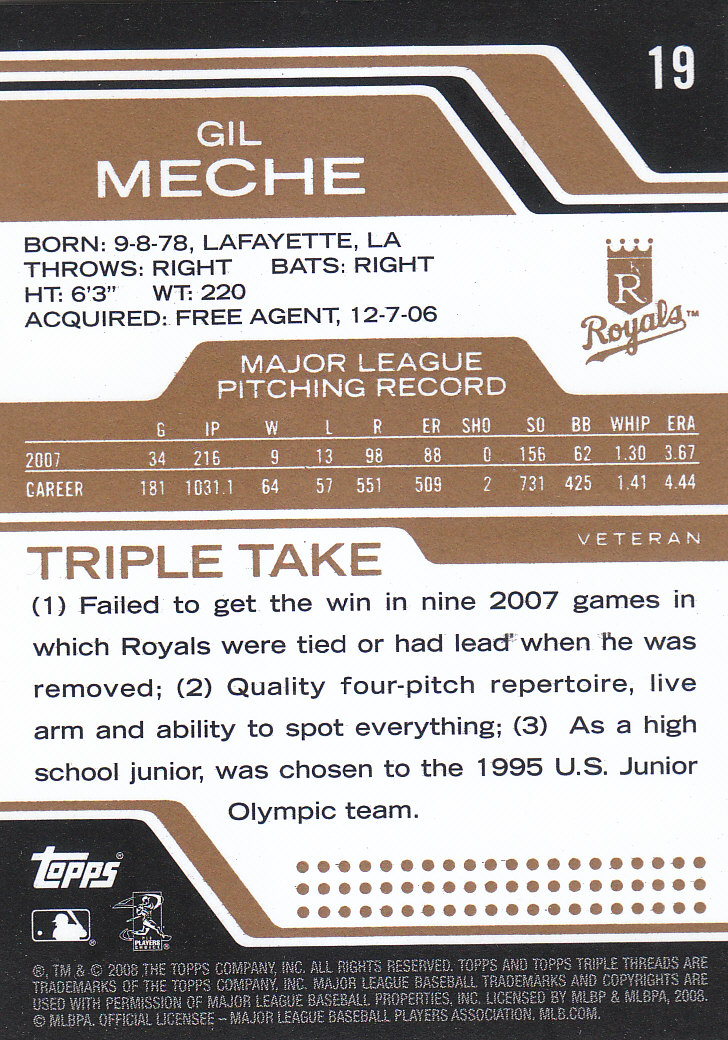 19
GIL
MECHE
BORN: 9-8-78, LAFAYETTE, LA
THROWS: RIGHT BATS: RIGHT
HT: 6'3" WT: 220
ACQUIRED: FREE AGENT, 12-7-06
R
Royals™
MAJOR LEAGUE
PITCHING RECORD
G IP W L R ER SHO SO BB WHIP ERA
2007 34 216 9 13 98 88 0 156 62 1.30 3.67
CAREER 181 1031.1 64 57 551 509 2 731 425 1.41 4.44
VETERAN
TRIPLE TAKE
(1) Failed to get the win in nine 2007 games in
which Royals were tied or had lead when he was
removed; (2) Quality four-pitch repertoire, live
arm and ability to spot everything; (3) As a high
school junior, was chosen to the 1995 U.S. Junior
Olympic team.
Topps®
PLAYERS
CHOICE
®, TM & © 2008 THE TOPPS COMPANY, INC. ALL RIGHTS RESERVED. TOPPS AND TOPPS TRIPLE THREADS ARE
TRADEMARKS OF THE TOPPS COMPANY, INC. MAJOR LEAGUE BASEBALL TRADEMARKS AND COPYRIGHTS ARE
USED WITH PERMISSION OF MAJOR LEAGUE BASEBALL PROPERTIES, INC. LICENSED BY MLBP & MLBPA, 2008.
© MLBPA. OFFICIAL LICENSEE – MAJOR LEAGUE BASEBALL PLAYERS ASSOCIATION. MLB.COM.